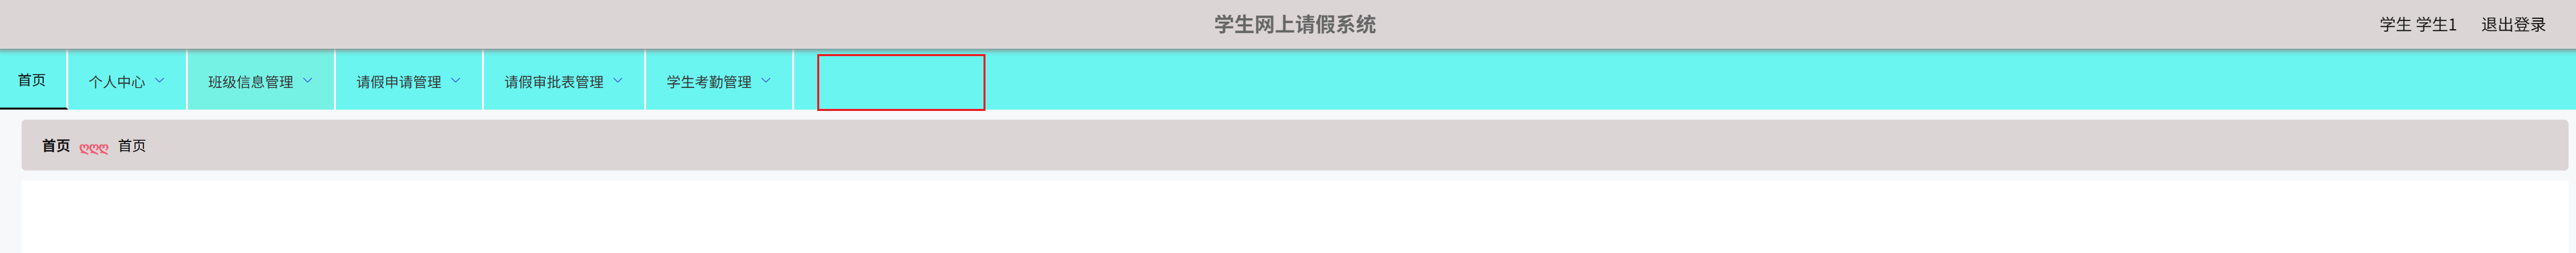 学生网上请假系统
学生 学生1 退出登录
首页 个人中心 班级信息管理 请假申请管理 请假审批表管理 学生考勤管理
首页 ღღღ 首页